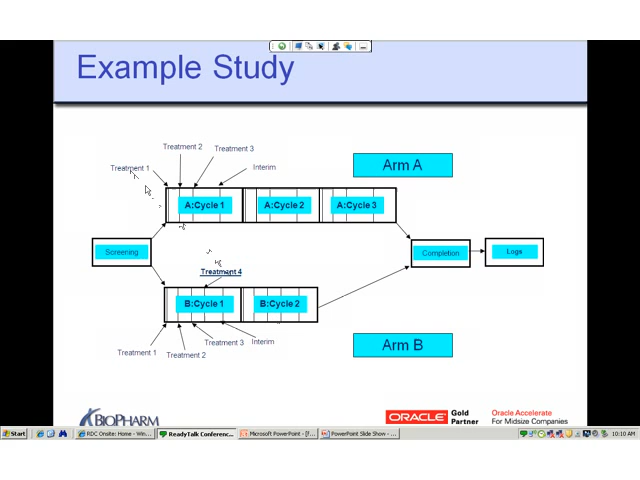 Example Study
Treatment 2
Treatment 3
Treatment 1
Interim
Arm A
A:Cycle 1
A:Cycle 2
A:Cycle 3
Screening
Completion
Logs
Treatment 4
B:Cycle 1
B:Cycle 2
Treatment 1
Treatment 2
Treatment 3
Interim
Arm B
BIOPHARM
ORACLE
Gold
Partner
Oracle Accelerate
For Midsize Companies
Start
RDC Onsite: Home - Win...
ReadyTalk Conferenc...
Microsoft PowerPoint - [f...
PowerPoint Slide Show - ...
10:10 AM